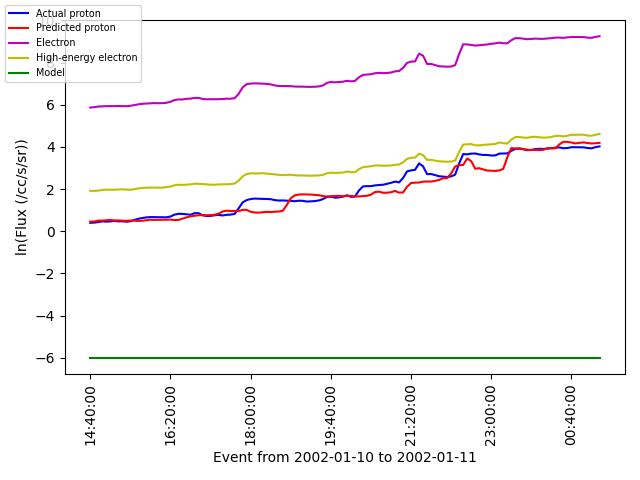 Actual proton
Predicted proton
Electron
High-energy electron
Model
ln(Flux (/cc/s/sr))
6
4
2
0
−2
−4
−6
14:40:00
16:20:00
18:00:00
19:40:00
21:20:00
23:00:00
00:40:00
Event from 2002-01-10 to 2002-01-11